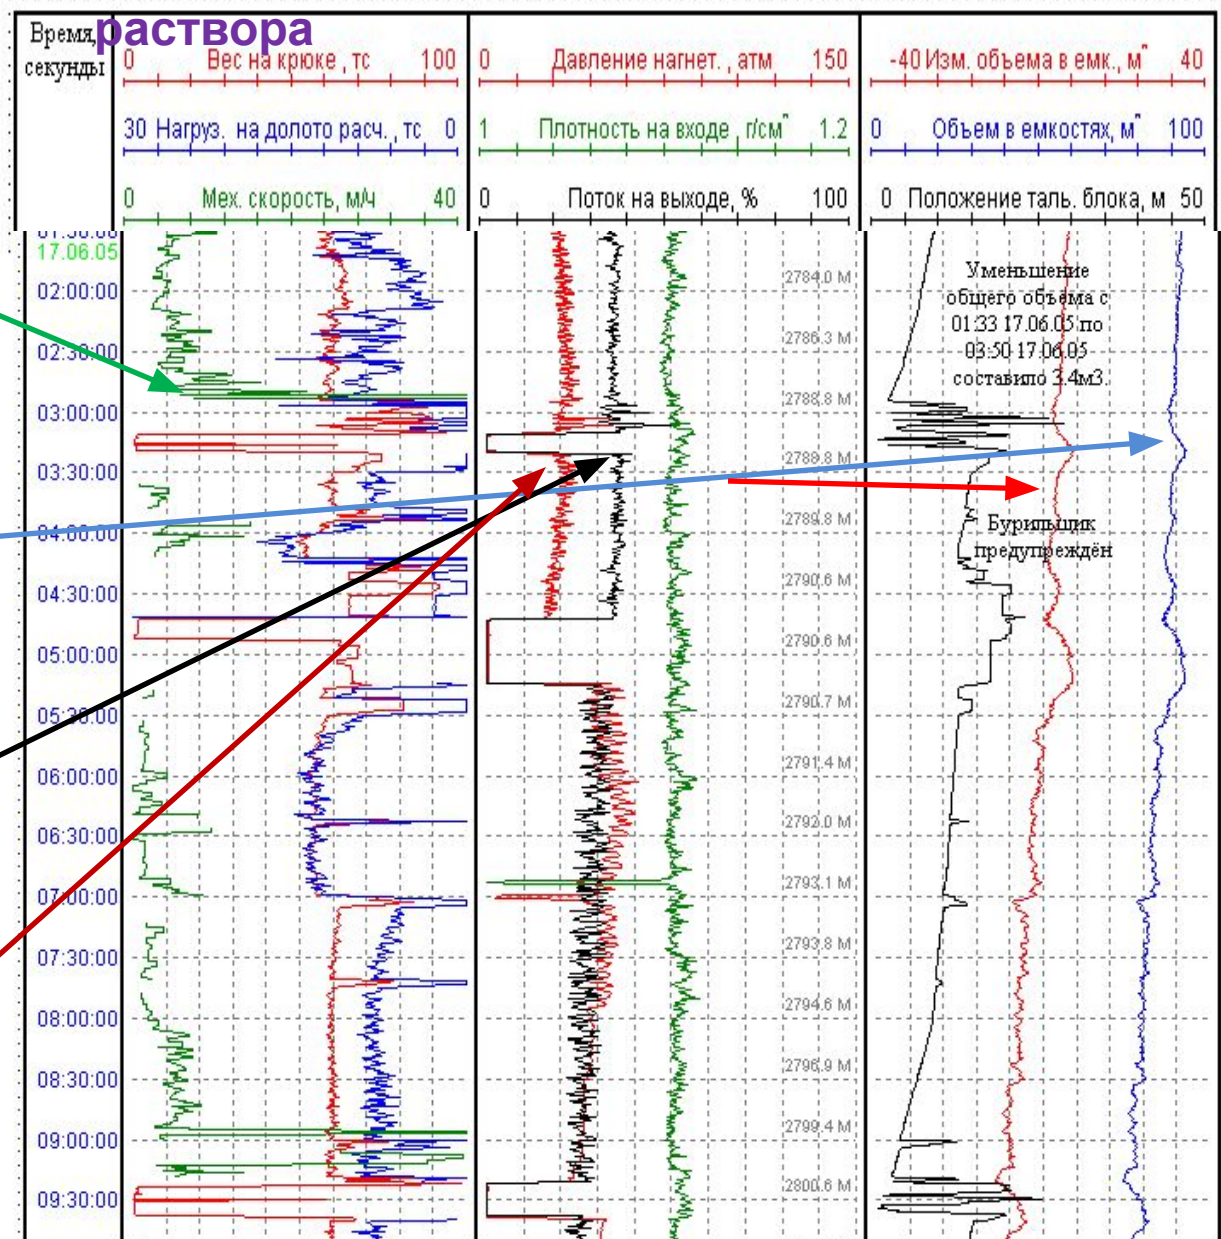 раствора
Время,
секунды
0 Вес на крюке , тс 100
30 Нагруз. на долото расч. , тс 0
0 Мех. скорость, м/ч 40
0 Давление нагнет. , атм 150
1 Плотность на входе , г/см 1.2
0 Поток на выходе, % 100
-40 Изм. объема в емк., м 40
0 Объем в емкостях, м 100
0 Положение таль. блока, м 50
17.06.05
02:00:00
02:30:00
03:00:00
03:30:00
04:00:00
04:30:00
05:00:00
05:30:00
06:00:00
06:30:00
07:00:00
07:30:00
08:00:00
08:30:00
09:00:00
09:30:00
2784.0 М
2786.3 М
2788.8 М
2789.8 М
2789.8 М
2790.6 М
2790.6 М
2790.7 М
2791.4 М
2792.0 М
2793.1 М
2793.8 М
2794.6 М
2796.9 М
2799.4 М
2800.6 М
Уменьшение
общего объема с
01:33 17.06.05 по
03:50 17.06.05
составило 3.4м3.
Бурильщик
предупреждён